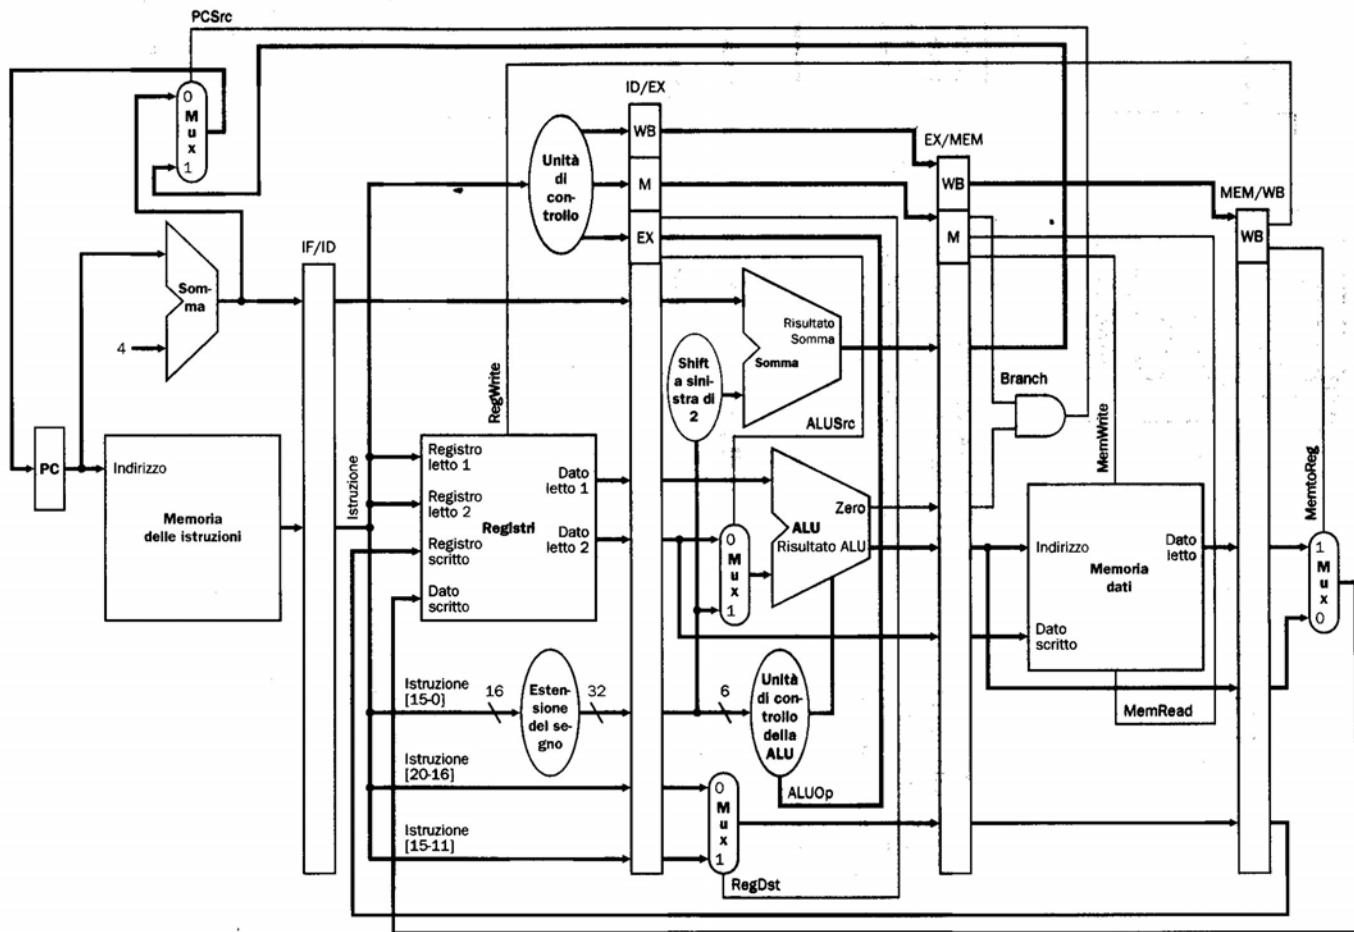 PCSrc
0
M
u
x
1
ID/EX
WB
M
EX
Unità
di
con-
trollo
EX/MEM
WB
M
MEM/WB
WB
IF/ID
Som-
ma
4
Shift
a sini-
stra di
2
Risultato
Somma
Somma
Branch
RegWrite
ALUSrc
MemWrite
MemtoReg
PC
Indirizzo
Memoria
delle istruzioni
Istruzione
Registro
letto 1
Registro
letto 2
Registro
scritto
Dato
scritto
Registri
Dato
letto 1
Dato
letto 2
0
M
u
x
1
ALU
Zero
Risultato ALU
Indirizzo
Dato
letto
Memoria
dati
Dato
scritto
1
M
u
x
0
MemRead
Istruzione
[15-0]
16
Esten-
sione
del se-
gno
32
6
Unità
di con-
trollo
della
ALU
ALUOp
Istruzione
[20-16]
Istruzione
[15-11]
0
M
u
x
1
RegDst